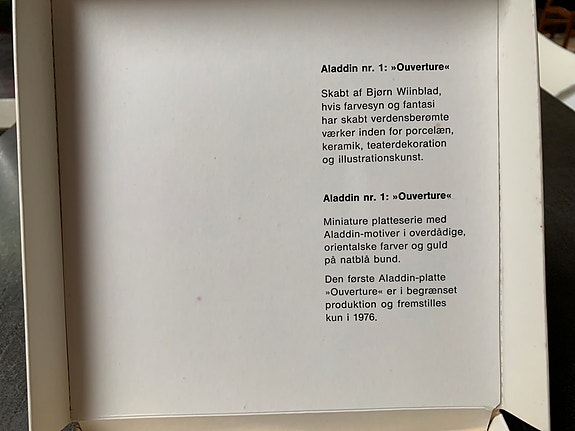 Aladdin nr. 1: »Ouverture«
Skabt af Bjørn Wiinblad,
hvis farvesyn og fantasi
har skabt verdensberømte
værker inden for porcelæn,
keramik, teaterdekoration
og illustrationskunst.
Aladdin nr. 1: »Ouverture«
Miniature platteserie med
Aladdin-motiver i overdådige,
orientalske farver og guld
på natblå bund.
Den første Aladdin-platte
»Ouverture« er i begrænset
produktion og fremstilles
kun i 1976.